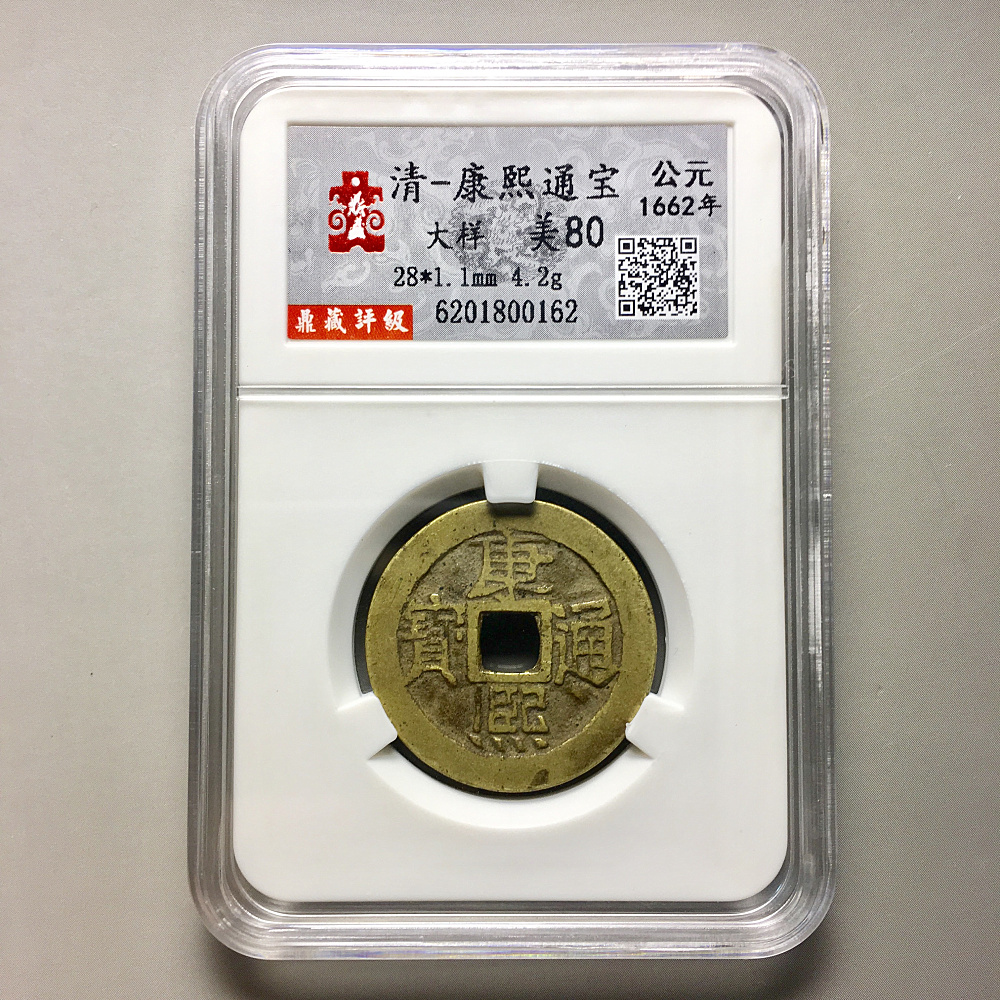 清-康熙通宝
公元
1662年
大样 美80
28*1.1mm 4.2g
6201800162
鼎藏評級
康熙通寳